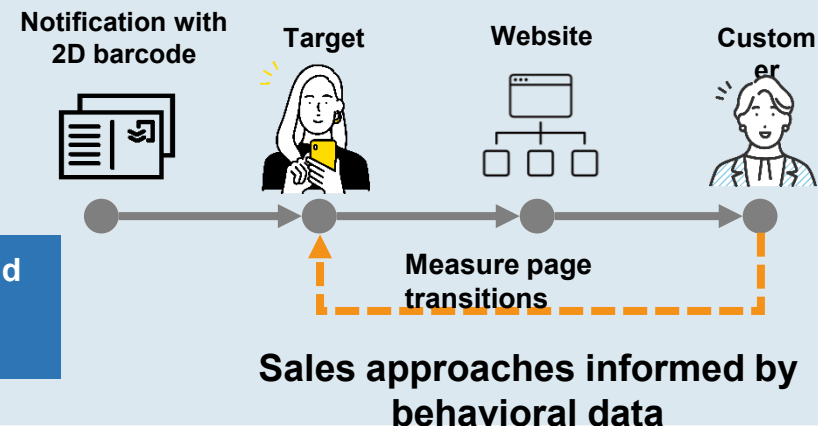 Notification with
2D barcode
Target
Website
Custom
er
d
Measure page
transitions
Sales approaches informed by
behavioral data